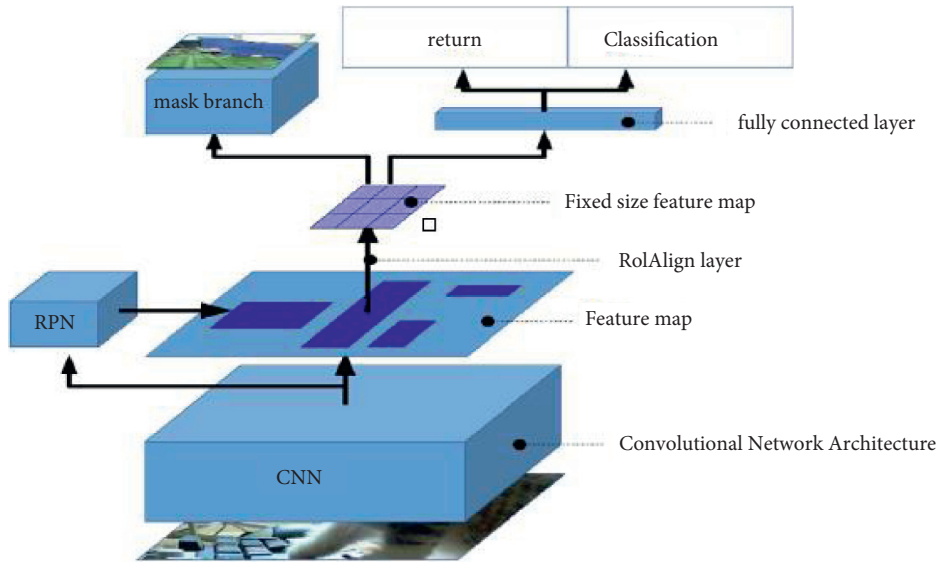 return
Classification
mask branch
fully connected layer
Fixed size feature map
RolAlign layer
RPN
Feature map
Convolutional Network Architecture
CNN